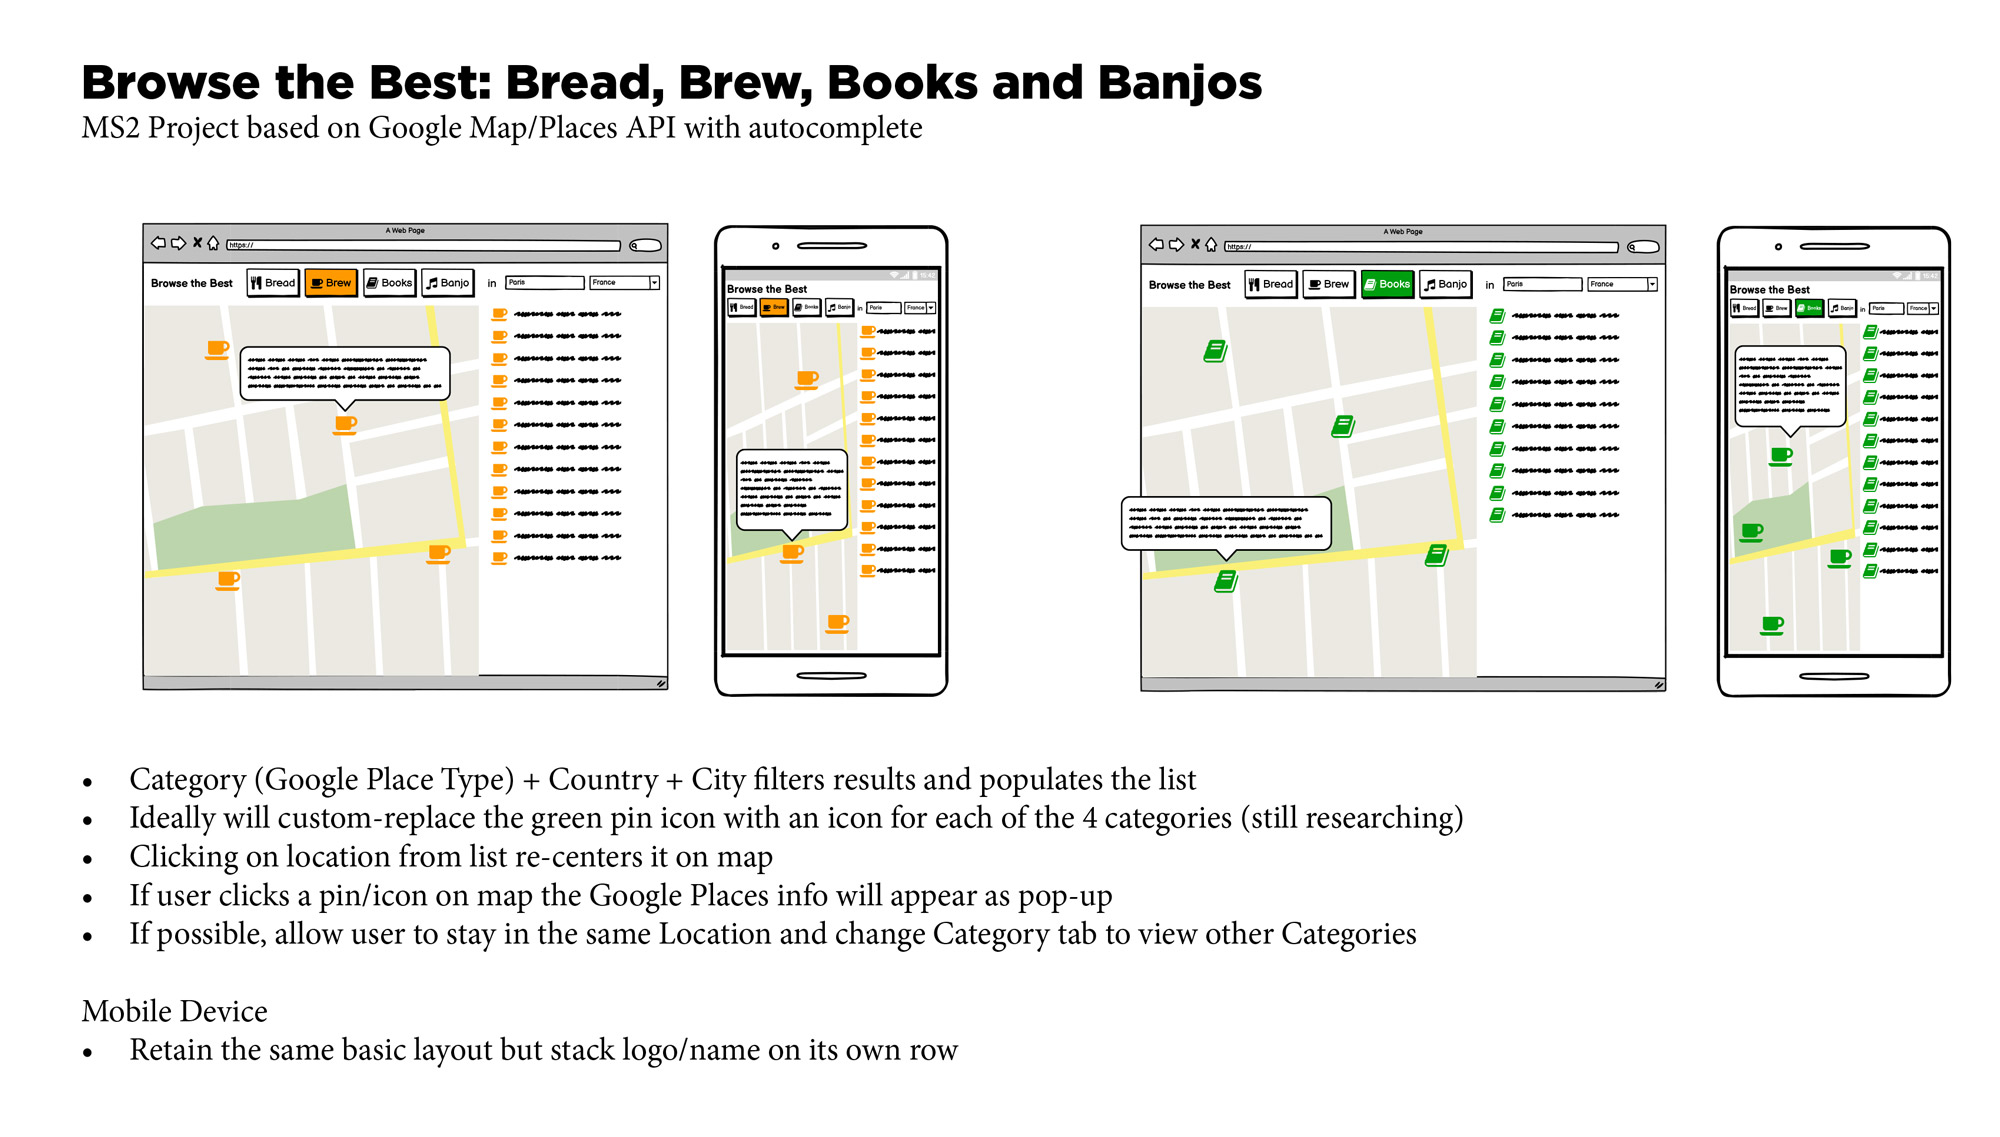 Browse the Best: Bread, Brew, Books and Banjos
MS2 Project based on Google Map/Places API with autocomplete
A Web Page
https://
Browse the Best Bread Brew Books Banjo in Paris France
15:42
Browse the Best
Bread Brew Books Banjo in Paris France
A Web Page
https://
Browse the Best Bread Brew Books Banjo in Paris France
15:42
Browse the Best
Bread Brew Books Banjo in Paris France
• Category (Google Place Type) + Country + City filters results and populates the list
• Ideally will custom-replace the green pin icon with an icon for each of the 4 categories (still researching)
• Clicking on location from list re-centers it on map
• If user clicks a pin/icon on map the Google Places info will appear as pop-up
• If possible, allow user to stay in the same Location and change Category tab to view other Categories
Mobile Device
• Retain the same basic layout but stack logo/name on its own row